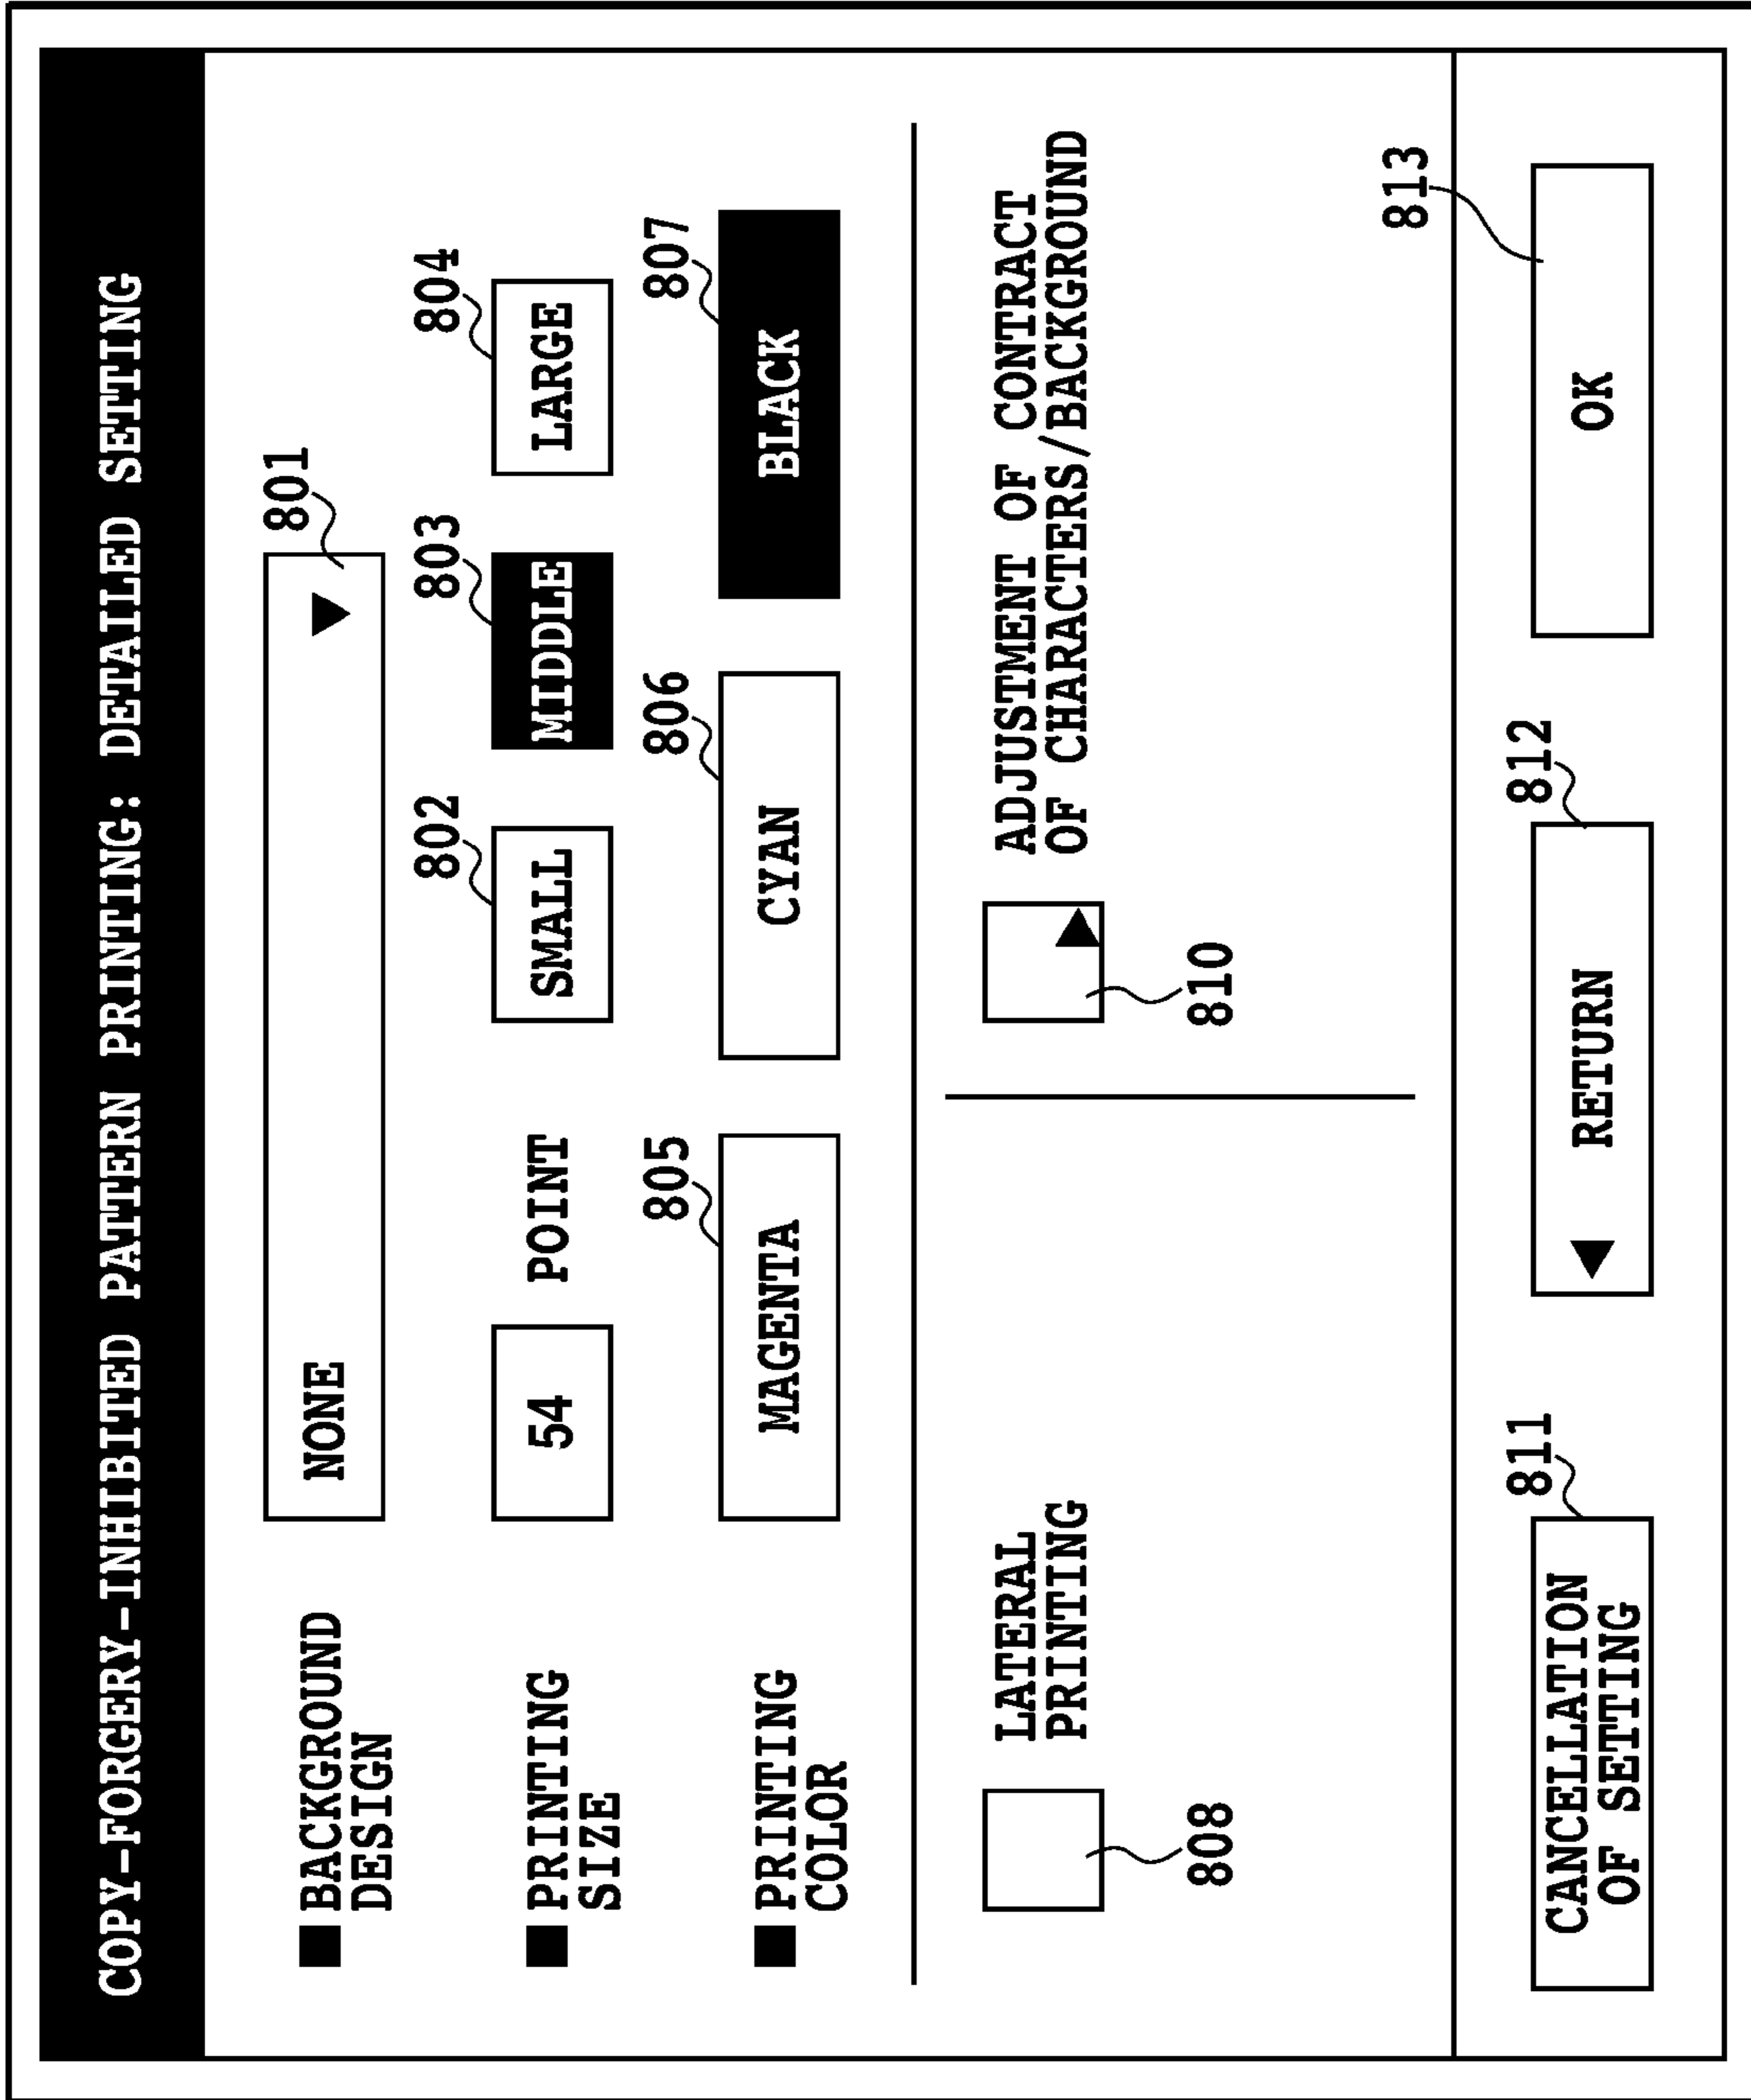 COPY-FORGERY-INHIBITED PATTERN PRINTING: DETAILED SETTING
801
■BACKGROUND
DESIGN
NONE ▼
802
803
804
■PRINTING
SIZE
54
POINT
SMALL
MIDDLE
LARGE
805
806
807
■PRINTING
COLOR
MAGENTA
CYAN
BLACK
LATERAL
PRINTING
808
ADJUSTMENT OF CONTRACT
OF CHARACTERS/BACKGROUND
810
811
812
813
CANCELLATION
OF SETTING
◀ RETURN
OK